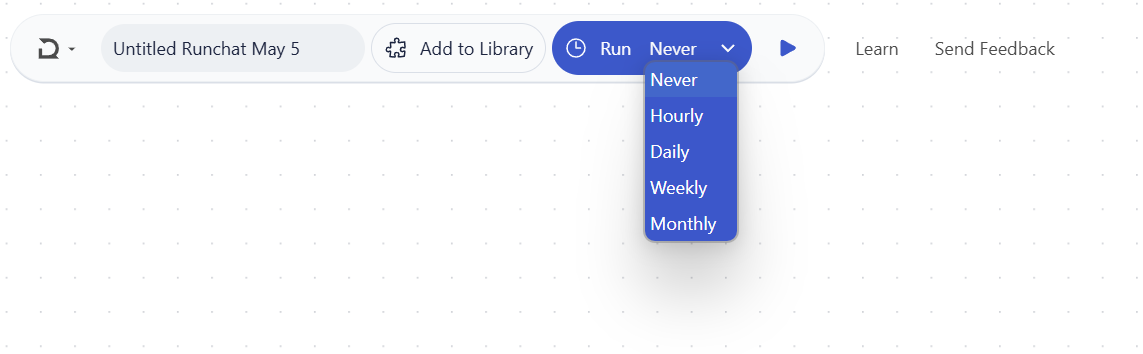 Untitled Runchat May 5 Add to Library Run Never Learn Send Feedback
Never
Hourly
Daily
Weekly
Monthly